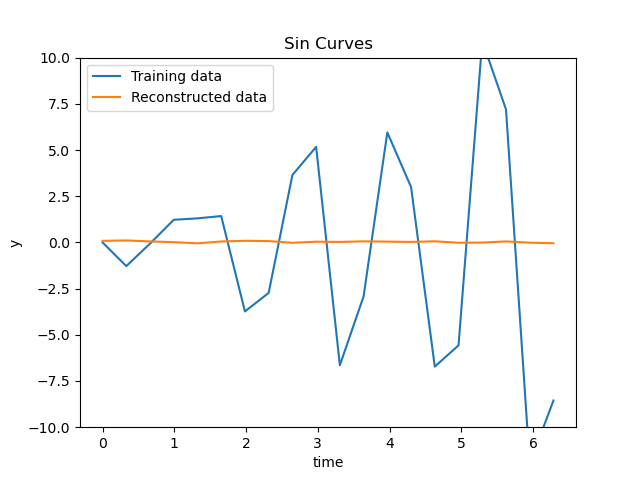 Sin Curves
Training data
Reconstructed data
10.0
7.5
5.0
2.5
0.0
−2.5
−5.0
−7.5
−10.0
y
0 1 2 3 4 5 6
time